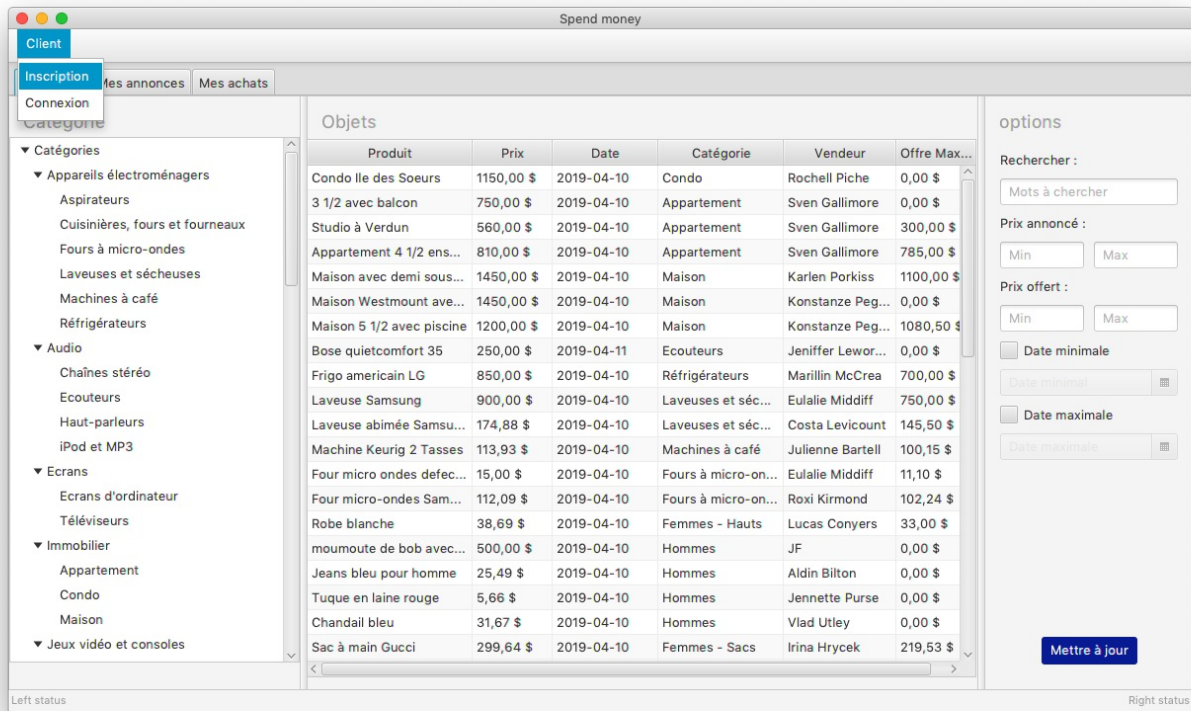 Spend money
Client
Inscription
Connexion
Mes annonces Mes achats
Catégorie
Catégories
Appareils électroménagers
Aspirateurs
Cuisinières, fours et fourneaux
Fours à micro-ondes
Laveuses et sécheuses
Machines à café
Réfrigérateurs
Audio
Chaînes stéréo
Ecouteurs
Haut-parleurs
iPod et MP3
Ecrans
Ecrans d'ordinateur
Téléviseurs
Immobilier
Appartement
Condo
Maison
Jeux vidéo et consoles
Objets
Produit Prix Date Catégorie Vendeur Offre Max...
Condo Ile des Soeurs 1150,00 $ 2019-04-10 Condo Rochell Piche 0,00 $
3 1/2 avec balcon 750,00 $ 2019-04-10 Appartement Sven Gallimore 0,00 $
Studio à Verdun 560,00 $ 2019-04-10 Appartement Sven Gallimore 300,00 $
Appartement 4 1/2 ens... 810,00 $ 2019-04-10 Appartement Sven Gallimore 785,00 $
Maison avec demi sous... 1450,00 $ 2019-04-10 Maison Karlen Porkiss 1100,00 $
Maison Westmount ave... 1450,00 $ 2019-04-10 Maison Konstanze Peg... 0,00 $
Maison 5 1/2 avec piscine 1200,00 $ 2019-04-10 Maison Konstanze Peg... 1080,50 $
Bose quietcomfort 35 250,00 $ 2019-04-11 Ecouteurs Jeniffer Lewor... 0,00 $
Frigo americain LG 850,00 $ 2019-04-10 Réfrigérateurs Marillin McCrea 700,00 $
Laveuse Samsung 900,00 $ 2019-04-10 Laveuses et séc... Eulalie Middiff 750,00 $
Laveuse abimée Samsu... 174,88 $ 2019-04-10 Laveuses et séc... Costa Levicount 145,50 $
Machine Keurig 2 Tasses 113,93 $ 2019-04-10 Machines à café Julienne Bartell 100,15 $
Four micro ondes defec... 15,00 $ 2019-04-10 Fours à micro-on... Eulalie Middiff 11,10 $
Four micro-ondes Sam... 112,09 $ 2019-04-10 Fours à micro-on... Roxi Kirmond 102,24 $
Robe blanche 38,69 $ 2019-04-10 Femmes - Hauts Lucas Conyers 33,00 $
moumoute de bob avec... 500,00 $ 2019-04-10 Hommes JF 0,00 $
Jeans bleu pour homme 25,49 $ 2019-04-10 Hommes Aldin Bilton 0,00 $
Tuque en laine rouge 5,66 $ 2019-04-10 Hommes Jennette Purse 0,00 $
Chandail bleu 31,67 $ 2019-04-10 Hommes Vlad Utley 0,00 $
Sac à main Gucci 299,64 $ 2019-04-10 Femmes - Sacs Irina Hrycek 219,53 $
options
Rechercher :
Mots à chercher
Prix annoncé :
Min Max
Prix offert :
Min Max
Date minimale
Date minimal
Date maximale
Date maximale
Mettre à jour
Left status
Right status